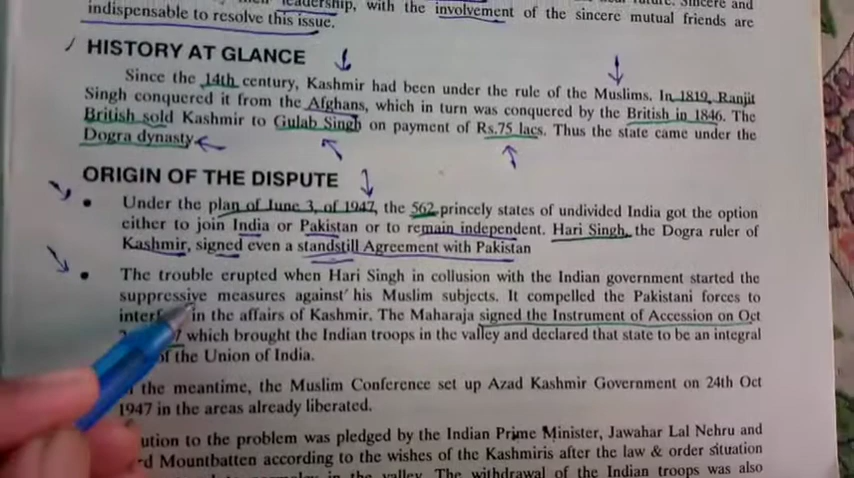 leadership, with the involvement of the sincere mutual friends are
indispensable to resolve this issue.
HISTORY AT GLANCE
Since the 14th century, Kashmir had been under the rule of the Muslims. In 1819, Ranjit
Singh conquered it from the Afghans, which in turn was conquered by the British in 1846. The
British sold Kashmir to Gulab Singh on payment of Rs.75 lacs. Thus the state came under the
Dogra dynasty
ORIGIN OF THE DISPUTE
• Under the plan of June 3, of 1947, the 562 princely states of undivided India got the option
either to join India or Pakistan or to remain independent. Hari Singh, the Dogra ruler of
Kashmir, signed even a standstill Agreement with Pakistan
• The trouble erupted when Hari Singh in collusion with the Indian government started the
suppressive measures against his Muslim subjects. It compelled the Pakistani forces to
in the affairs of Kashmir. The Maharaja signed the Instrument of Accession on Oct
which brought the Indian troops in the valley and declared that state to be an integral
of the Union of India.
the meantime, the Muslim Conference set up Azad Kashmir Government on 24th Oct
1947 in the areas already liberated.
to the problem was pledged by the Indian Prime Minister, Jawahar Lal Nehru and
Mountbatten according to the wishes of the Kashmiris after the law & order situation
in the valley. The withdrawal of the Indian troops was also